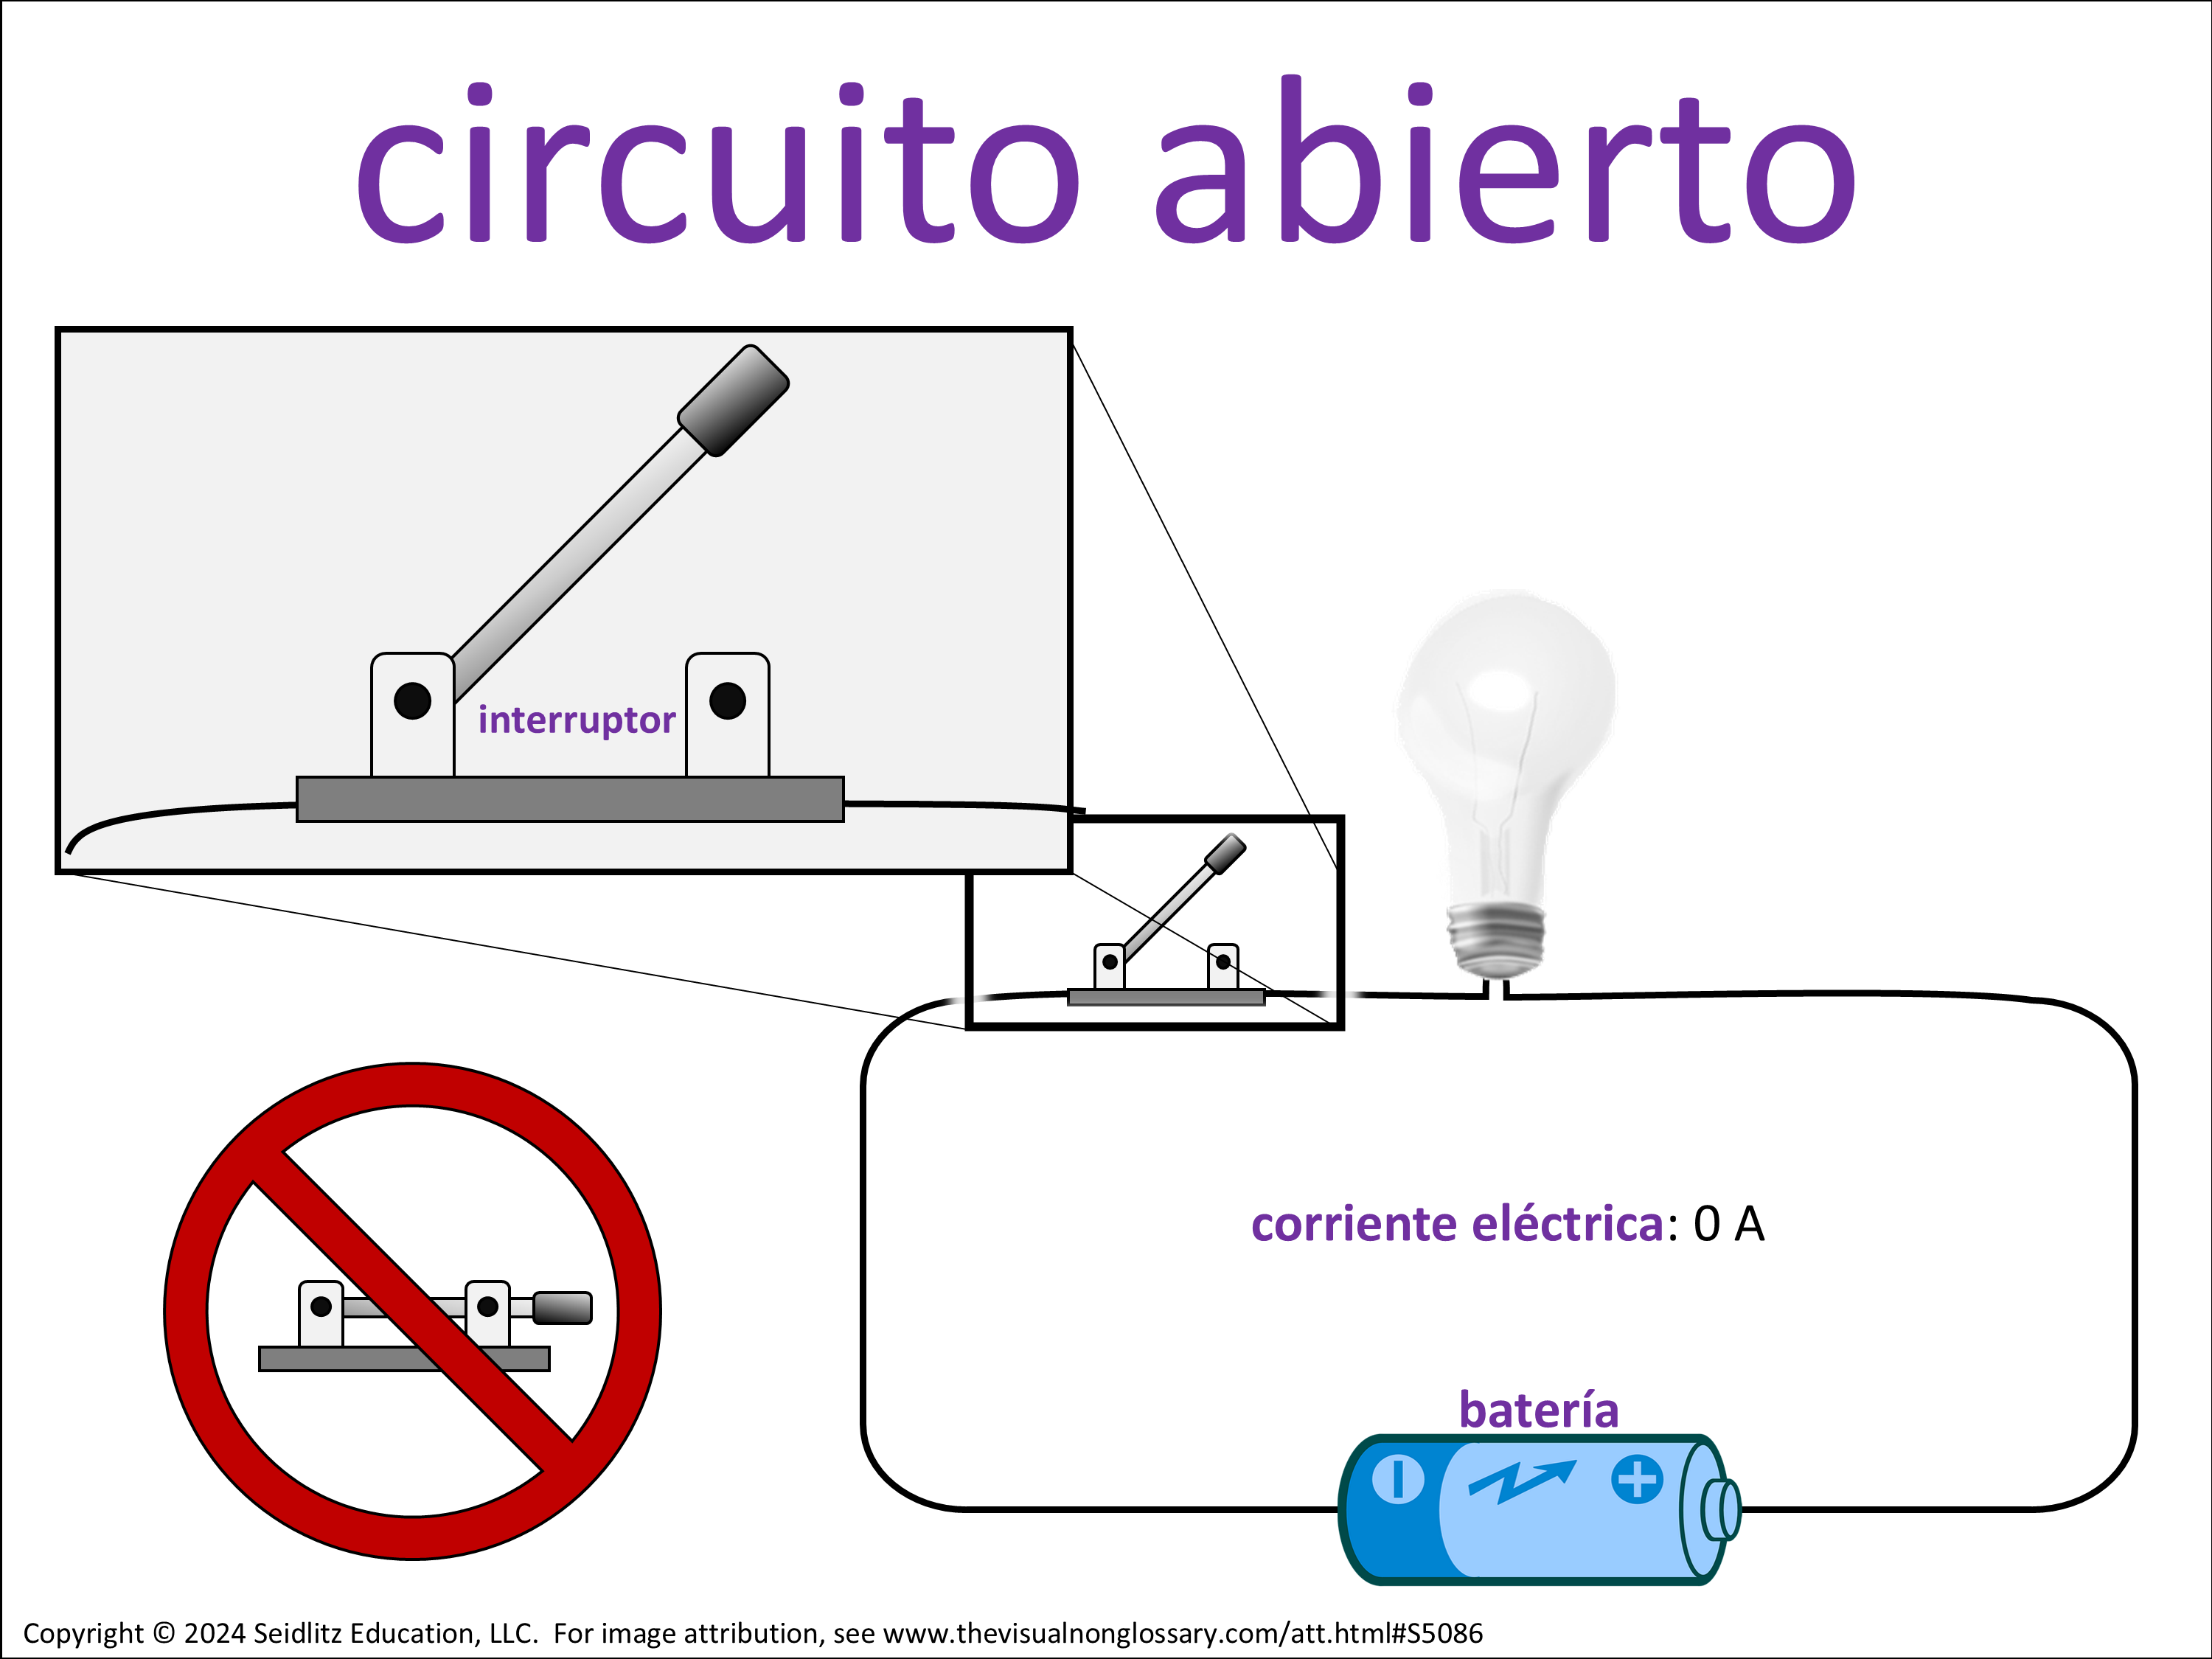 circuito abierto
interruptor
corriente eléctrica: 0 A
batería
Copyright © 2024 Seidlitz Education, LLC.  For image attribution, see www.thevisualnonglossary.com/att.html#S5086